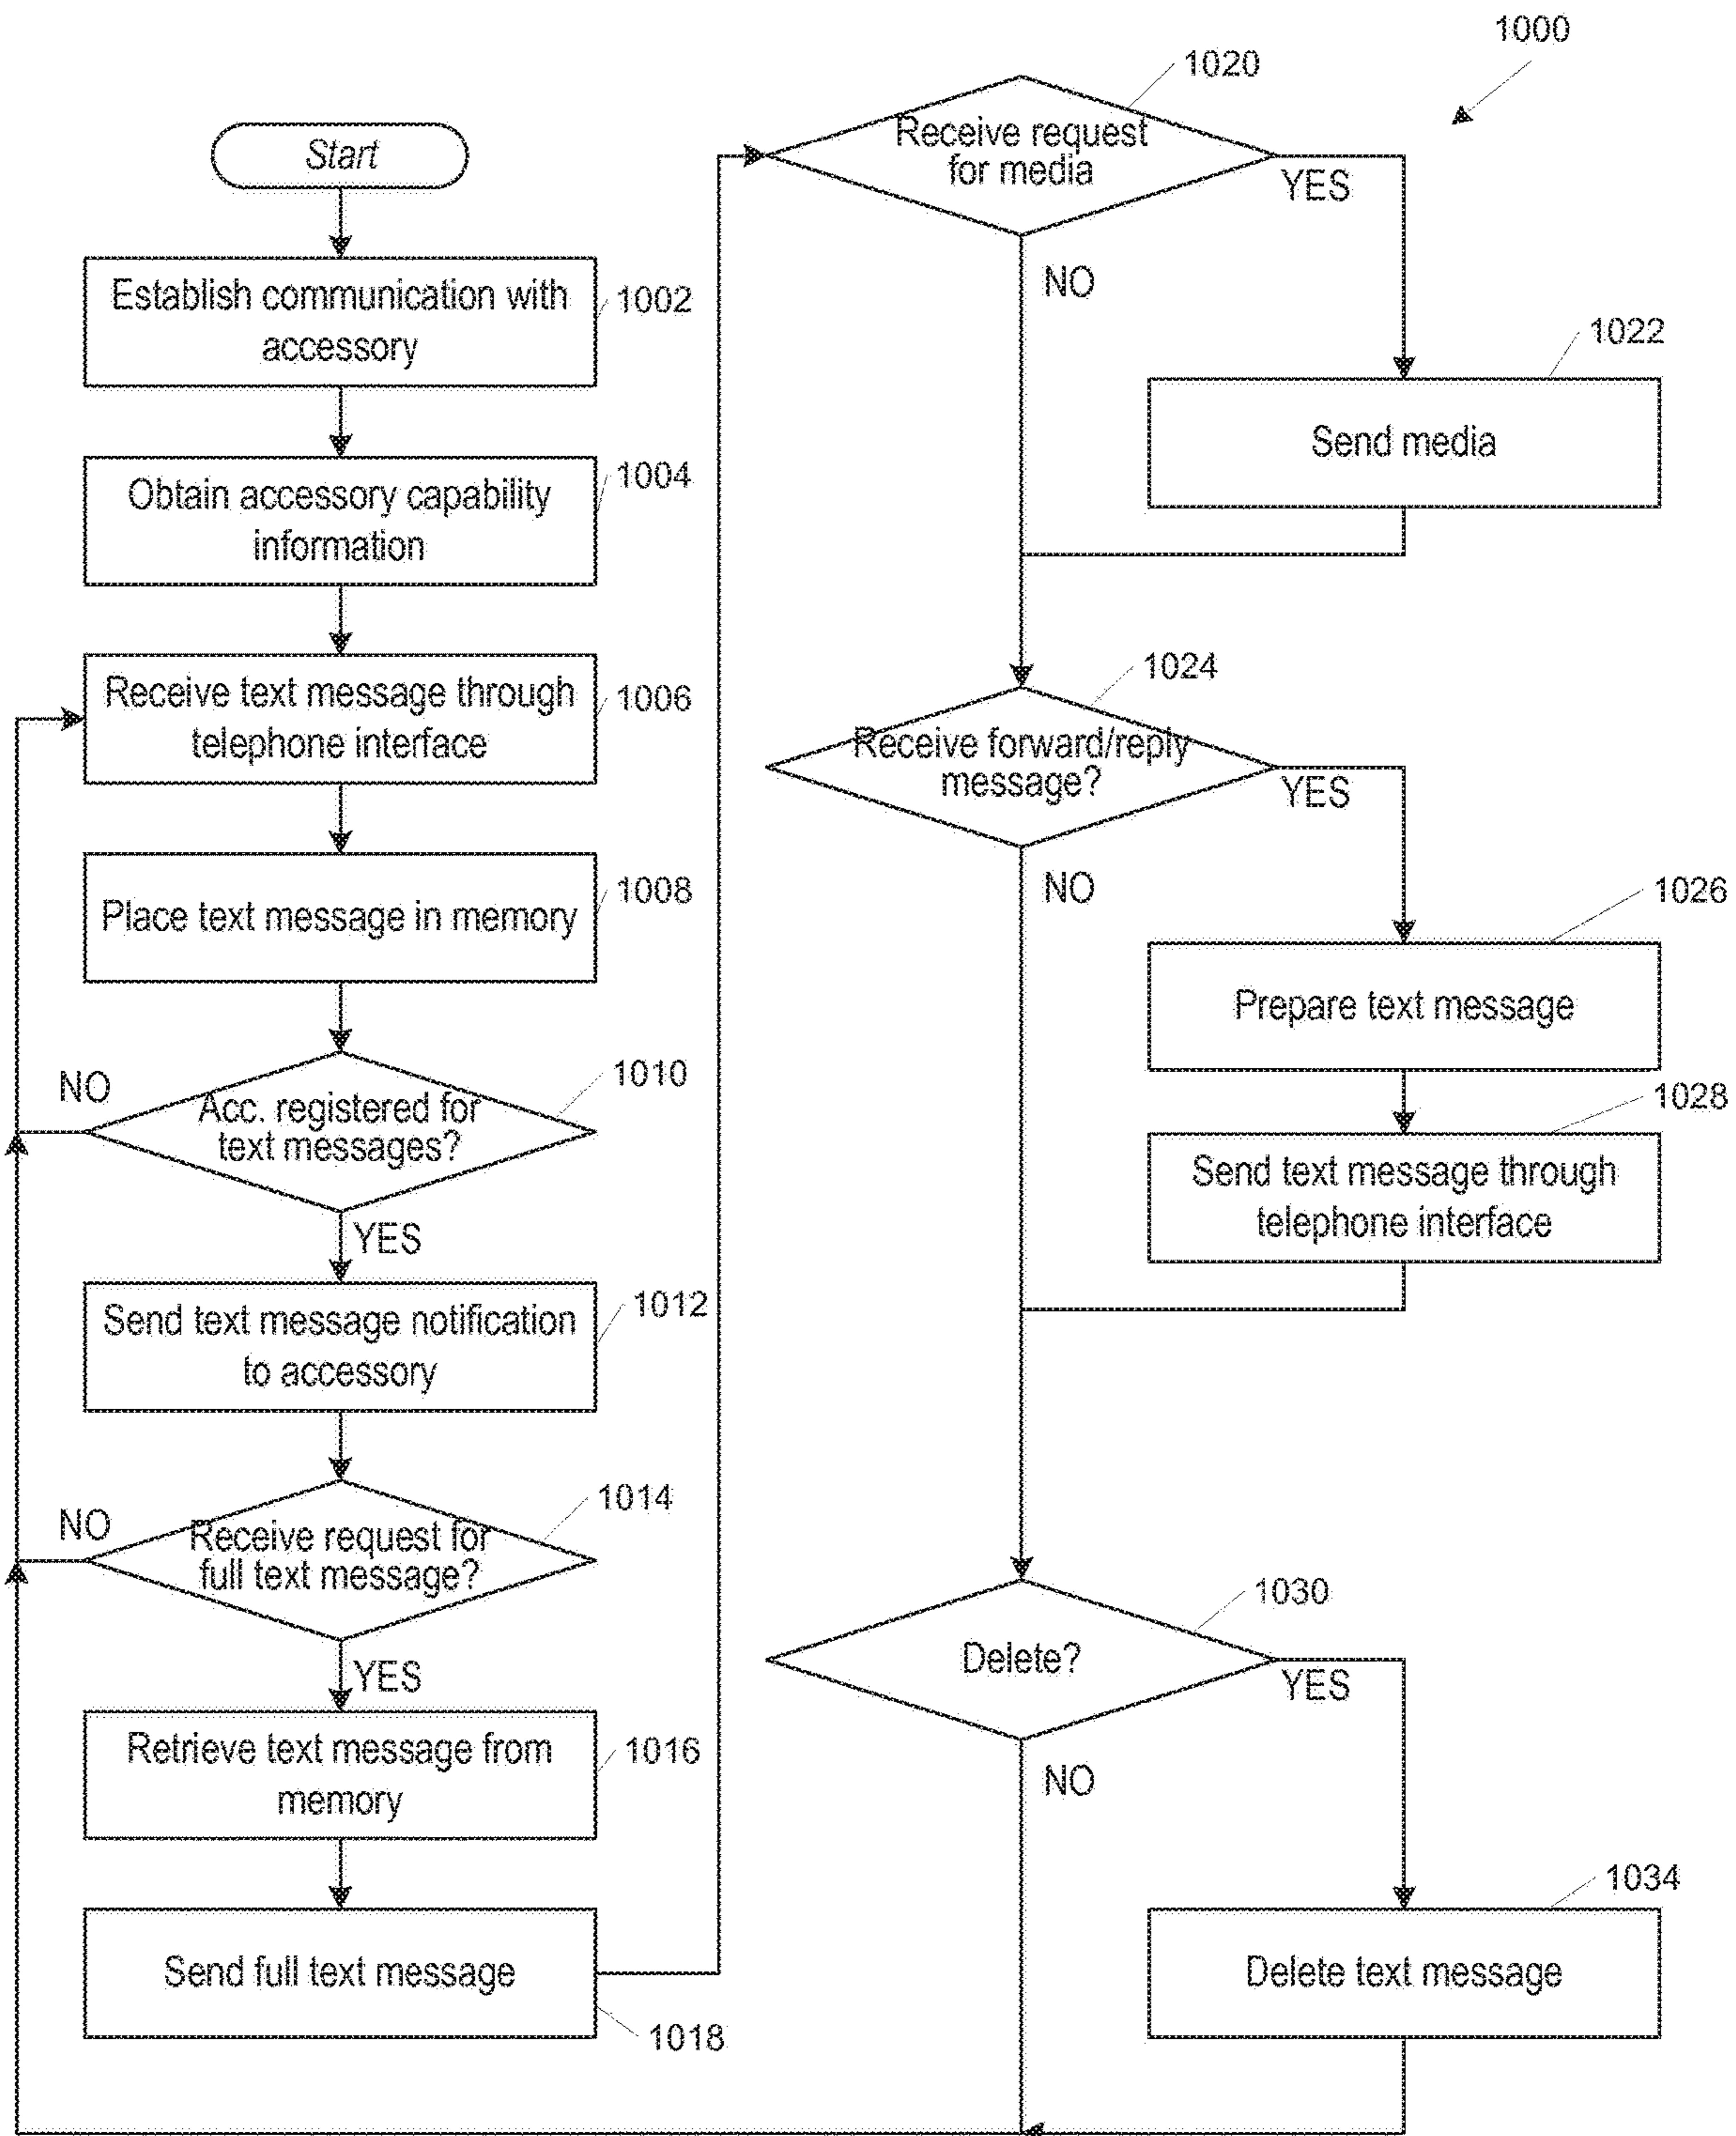 1000
Start
Establish communication with
accessory
1002
Obtain accessory capability
information
1004
Receive text message through
telephone interface
1006
Place text message in memory
1008
Acc. registered for
text messages?
1010
NO
YES
Send text message notification
to accessory
1012
Receive request for
full text message?
1014
NO
YES
Retrieve text message from
memory
1016
Send full text message
1018
Receive request
for media
1020
YES
NO
Send media
1022
Receive forward/reply
message?
1024
YES
NO
Prepare text message
1026
Send text message through
telephone interface
1028
Delete?
1030
YES
NO
Delete text message
1034